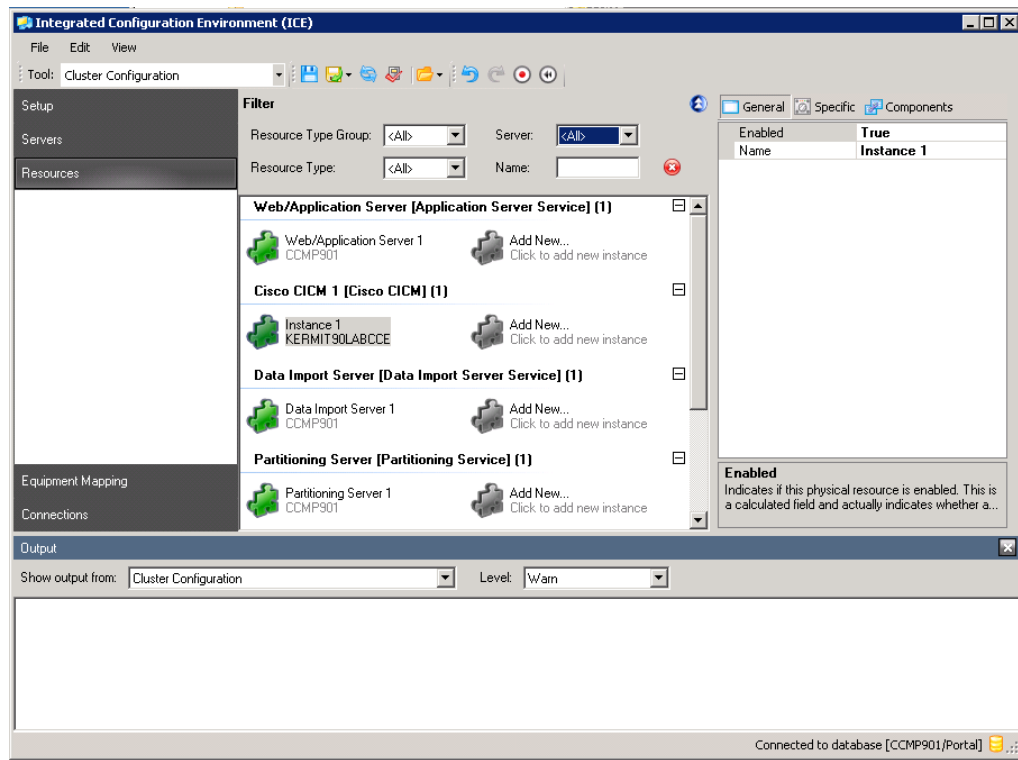 Integrated Configuration Environment (ICE)
File Edit View
Tool: Cluster Configuration
Setup
Servers
Resources
Equipment Mapping
Connections
Filter
Resource Type Group: <All> Server: <All>
Resource Type: <All> Name:
Web/Application Server [Application Server Service] (1)
Web/Application Server 1
CCMP901
Add New...
Click to add new instance
Cisco CICM 1 [Cisco CICM] (1)
Instance 1
KERMIT90LABCCE
Add New...
Click to add new instance
Data Import Server [Data Import Server Service] (1)
Data Import Server 1
CCMP901
Add New...
Click to add new instance
Partitioning Server [Partitioning Service] (1)
Partitioning Server 1
CCMP901
Add New...
Click to add new instance
General Specific Components
Enabled True
Name Instance 1
Enabled
Indicates if this physical resource is enabled. This is
a calculated field and actually indicates whether a...
Output
Show output from: Cluster Configuration Level: Warn
Connected to database [CCMP901/Portal]